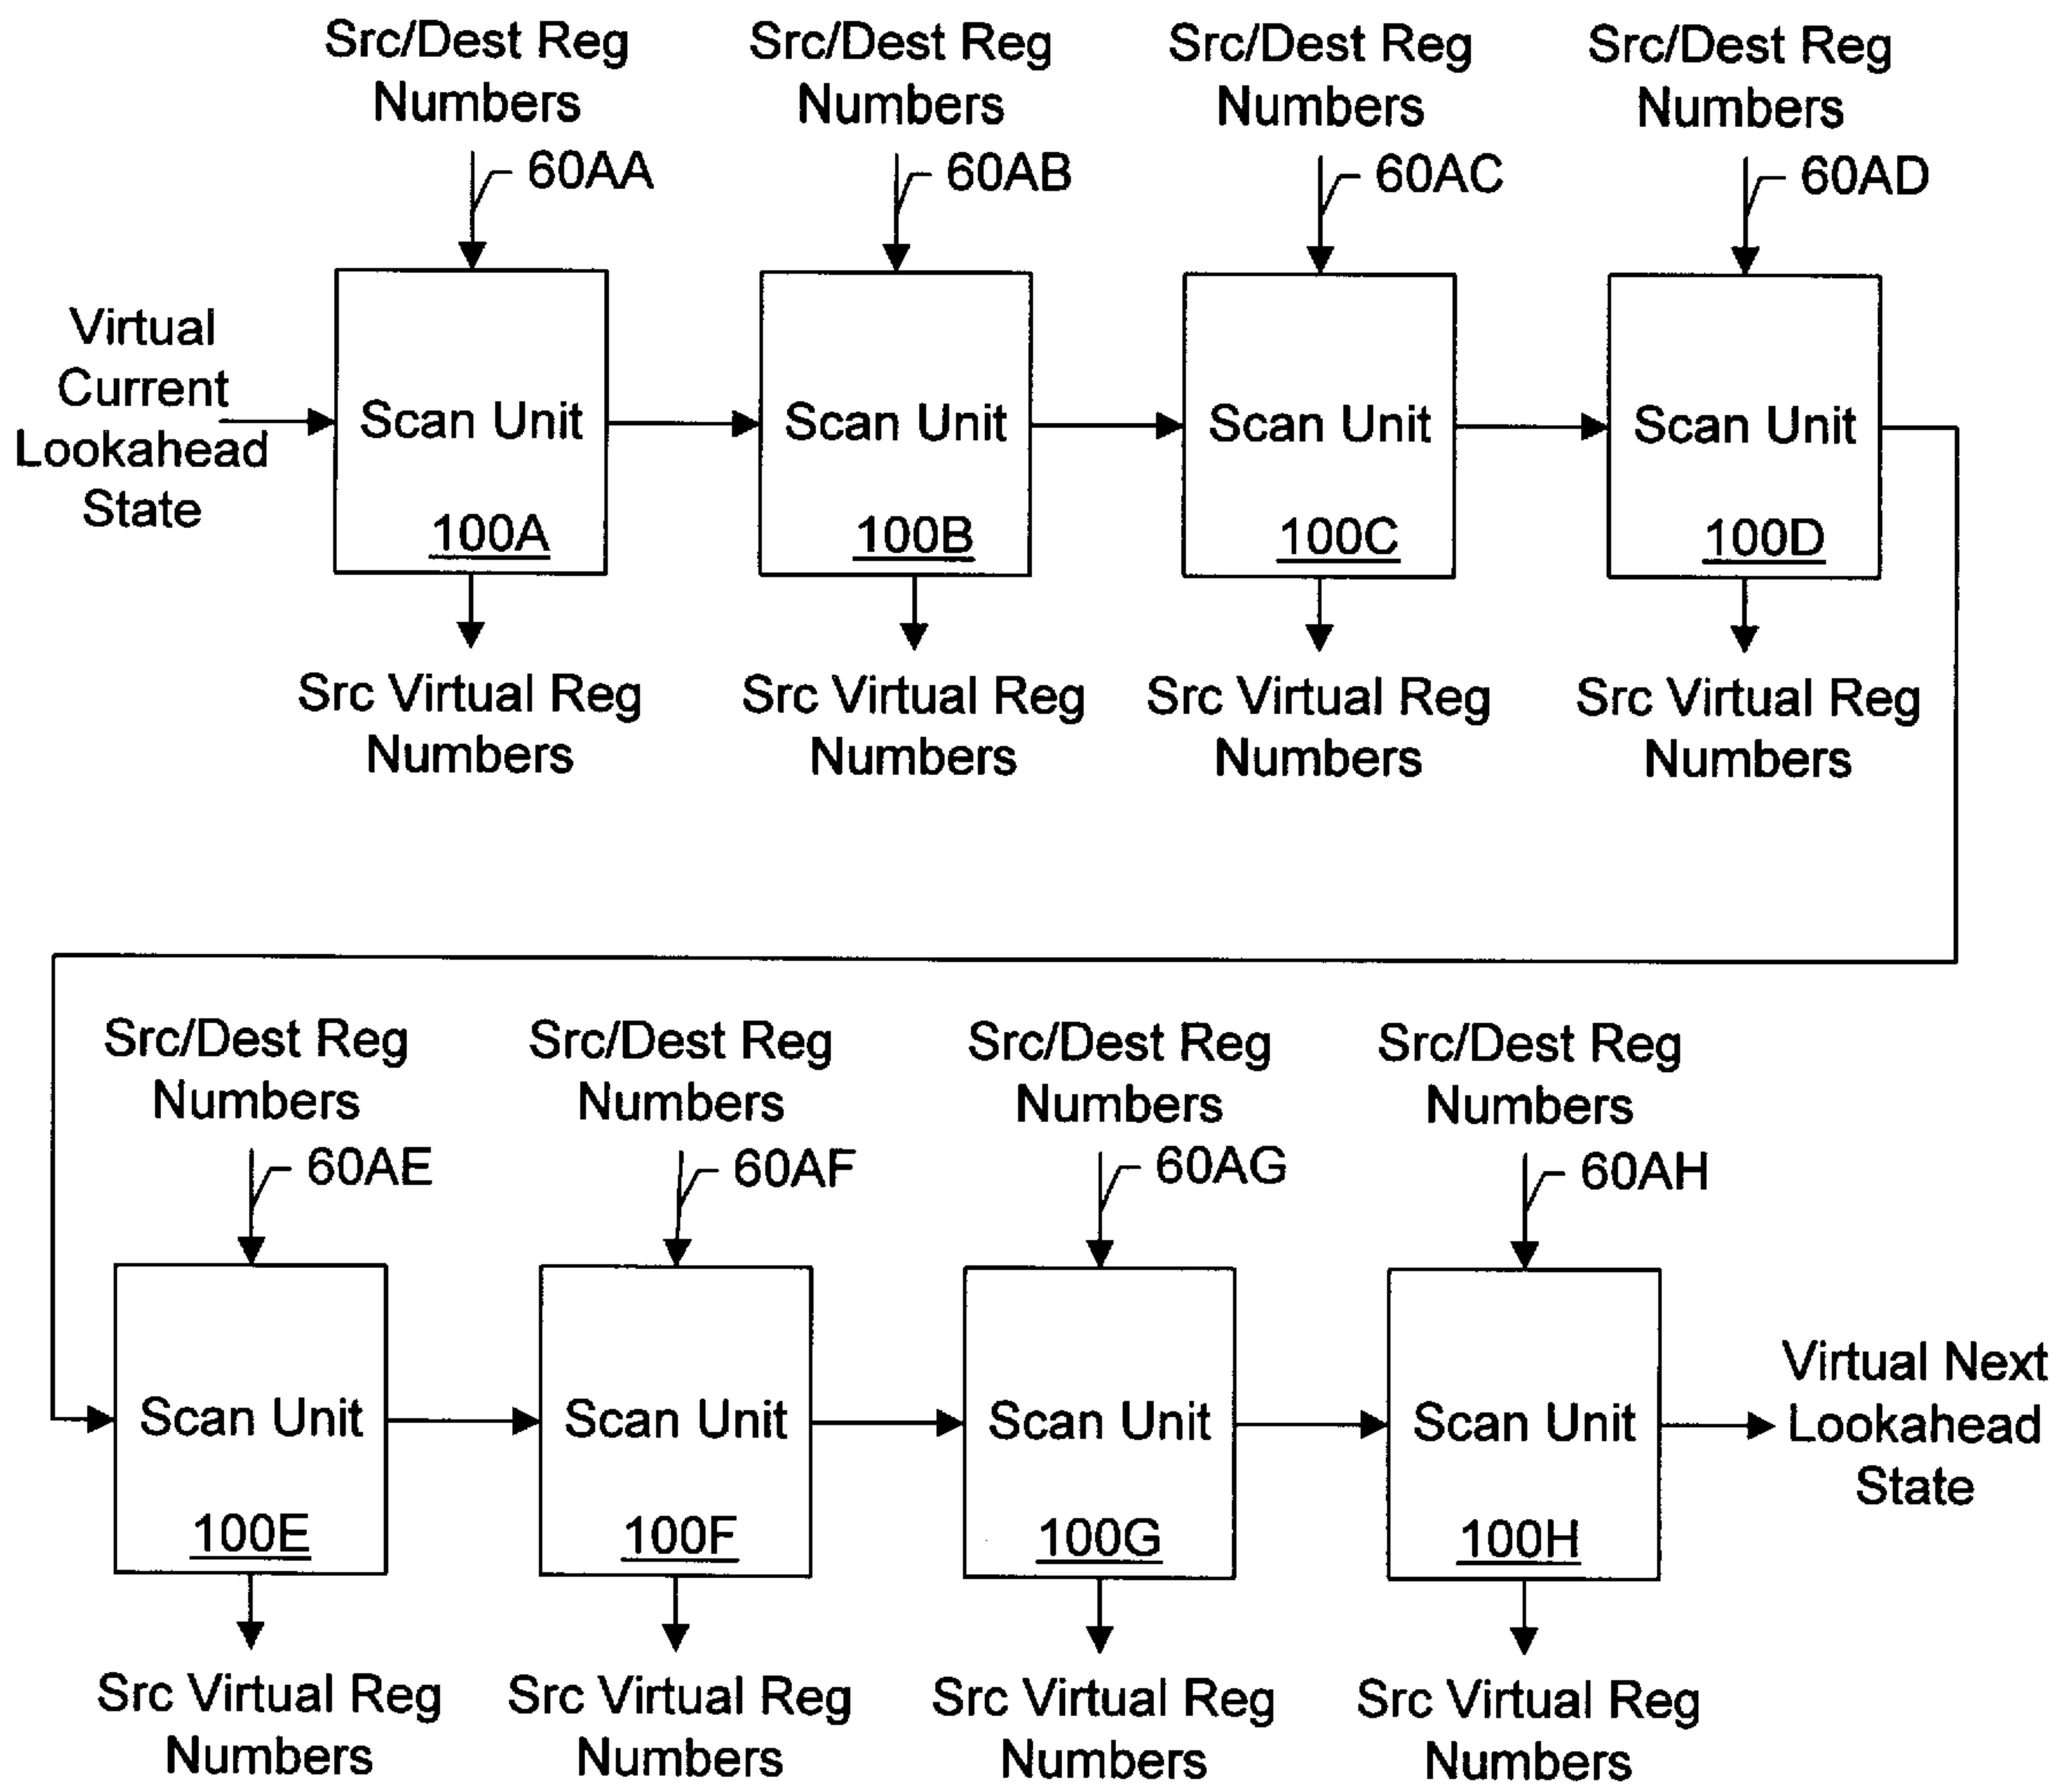 Src/Dest Reg
Numbers
60AA
Src/Dest Reg
Numbers
60AB
Src/Dest Reg
Numbers
60AC
Src/Dest Reg
Numbers
60AD
Virtual
Current
Lookahead
State
Scan Unit
100A
Scan Unit
100B
Scan Unit
100C
Scan Unit
100D
Src Virtual Reg
Numbers
Src Virtual Reg
Numbers
Src Virtual Reg
Numbers
Src Virtual Reg
Numbers
Src/Dest Reg
Numbers
60AE
Src/Dest Reg
Numbers
60AF
Src/Dest Reg
Numbers
60AG
Src/Dest Reg
Numbers
60AH
Scan Unit
100E
Scan Unit
100F
Scan Unit
100G
Scan Unit
100H
Virtual Next
Lookahead
State
Src Virtual Reg
Numbers
Src Virtual Reg
Numbers
Src Virtual Reg
Numbers
Src Virtual Reg
Numbers